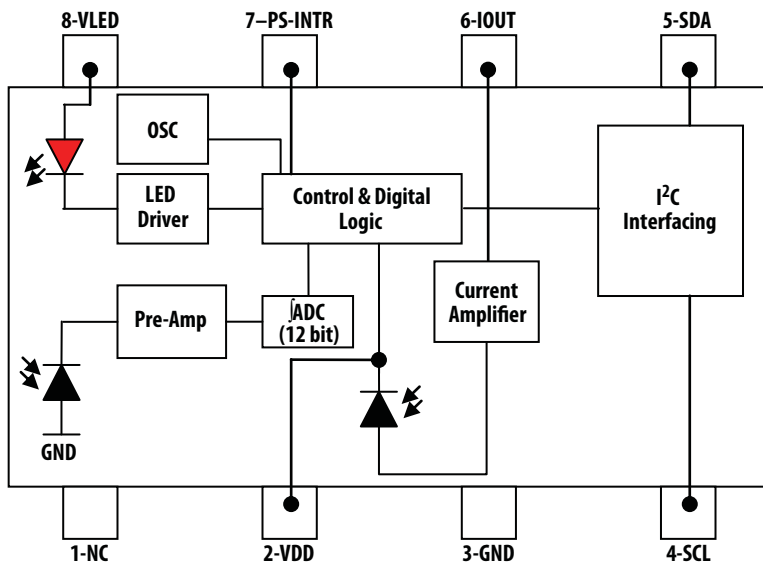 8-VLED
7–PS-INTR
6-IOUT
5-SDA
OSC
LED
Driver
Control & Digital
Logic
I²C
Interfacing
Pre-Amp
∫ADC
(12 bit)
Current
Amplifier
GND
1-NC
2-VDD
3-GND
4-SCL